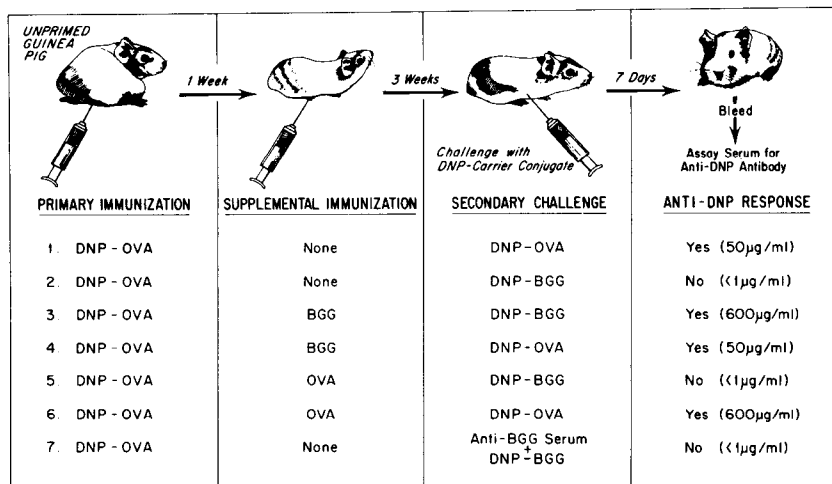 UNPRIMED
GUINEA
PIG
1 Week
3 Weeks
7 Days
Bleed
Challenge with
DNP-Carrier Conjugate
Assay Serum for
Anti-DNP Antibody
PRIMARY IMMUNIZATION SUPPLEMENTAL IMMUNIZATION SECONDARY CHALLENGE ANTI-DNP RESPONSE
1. DNP-OVA None DNP-OVA Yes (50μg/ml)
2. DNP-OVA None DNP-BGG No (<1μg/ml)
3. DNP-OVA BGG DNP-BGG Yes (600μg/ml)
4. DNP-OVA BGG DNP-OVA Yes (50μg/ml)
5. DNP-OVA OVA DNP-BGG No (<1μg/ml)
6. DNP-OVA OVA DNP-OVA Yes (600μg/ml)
7. DNP-OVA None Anti-BGG Serum + DNP-BGG No (<1μg/ml)